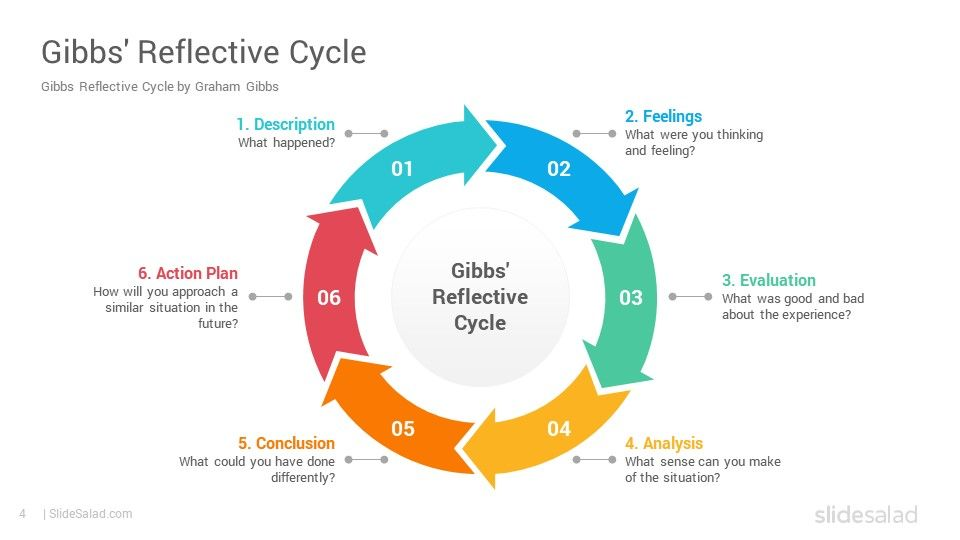 Gibbs' Reflective Cycle
Gibbs Reflective Cycle by Graham Gibbs
1. Description
What happened?
2. Feelings
What were you thinking
and feeling?
01
02
6. Action Plan
How will you approach a
similar situation in the
future?
06
Gibbs'
Reflective
Cycle
03
3. Evaluation
What was good and bad
about the experience?
05
04
5. Conclusion
What could you have done
differently?
4. Analysis
What sense can you make
of the situation?
4 | SlideSalad.com
slidesalad